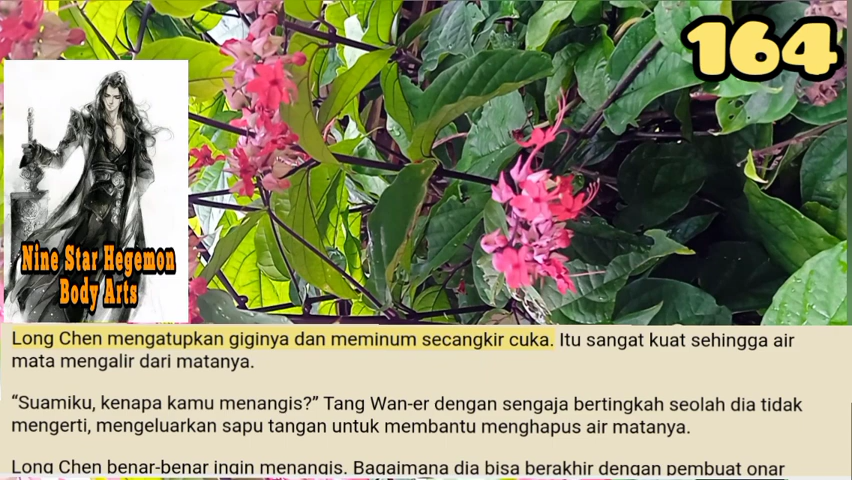 164
Nine Star Hegemon
Body Arts
Long Chen mengatupkan giginya dan meminum secangkir cuka. Itu sangat kuat sehingga air
mata mengalir dari matanya.
“Suamiku, kenapa kamu menangis?” Tang Wan-er dengan sengaja bertingkah seolah dia tidak
mengerti, mengeluarkan sapu tangan untuk membantu menghapus air matanya.
Long Chen benar-benar ingin menangis. Bagaimana dia bisa berakhir dengan pembuat onar